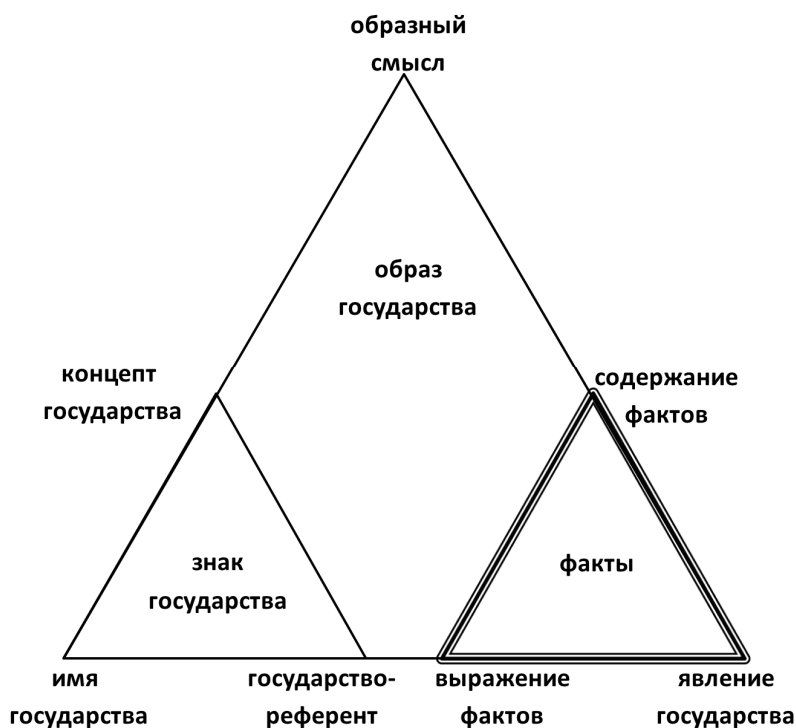 образный
смысл
образ
государства
концепт
государства
содержание
фактов
знак
государства
факты
имя
государства
государство-
референт
выражение
фактов
явление
государства